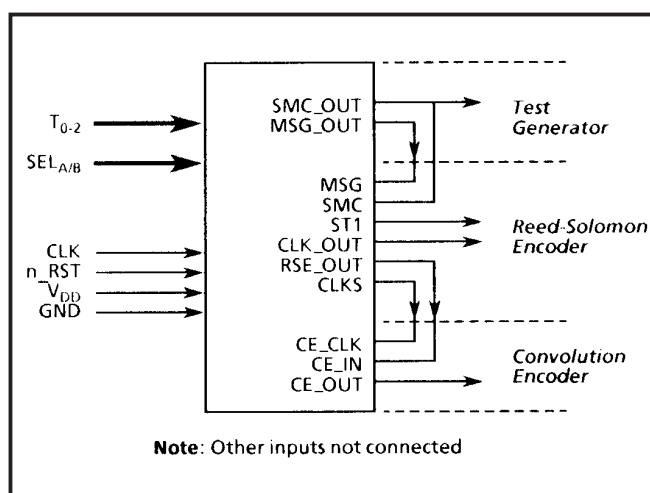 T0-2
SELA/B
CLK
n_RST
VDD
GND
SMC_OUT
MSG_OUT
MSG
SMC
ST1
CLK_OUT
RSE_OUT
CLKS
CE_CLK
CE_IN
CE_OUT
Test
Generator
Reed-Solomon
Encoder
Convolution
Encoder
Note: Other inputs not connected